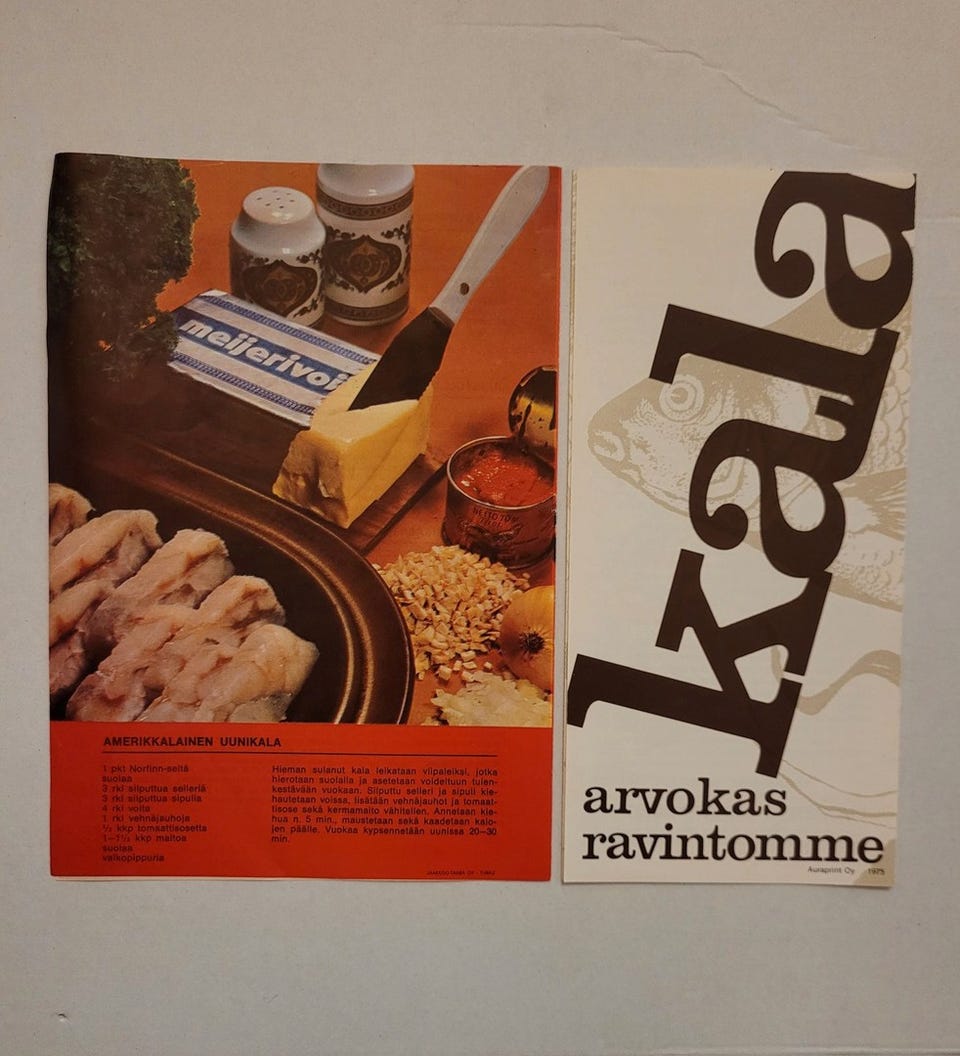 meijerivoi
AMERIKKALAINEN UUNIKALA
1 pkt Norfinn-seitä
suolaa
3 rkl silputtua selleriä
3 rkl silputtua sipulia
4 rkl voita
1 rkl vehnäjauhoja
½ kkp tomaattisosetta
1–1½ kkp maitoa
suolaa
valkopippuria
Hieman sulanut kala leikataan viipaleiksi, jotka
hierotaan suolalla ja asetetaan voideltuun tulen-
kestävään vuokaan. Silputtu selleri ja sipuli kie-
hautetaan voissa, lisätään vehnäjauhot ja tomaat-
tisose sekä kermamaito vähitellen. Annetaan kie-
hua n. 5 min., maustetaan sekä kaadetaan kalo-
jen päälle. Vuokaa kypsennetään uunissa 20–30
min.
kala
arvokas
ravintomme
Auraprint Oy 1975